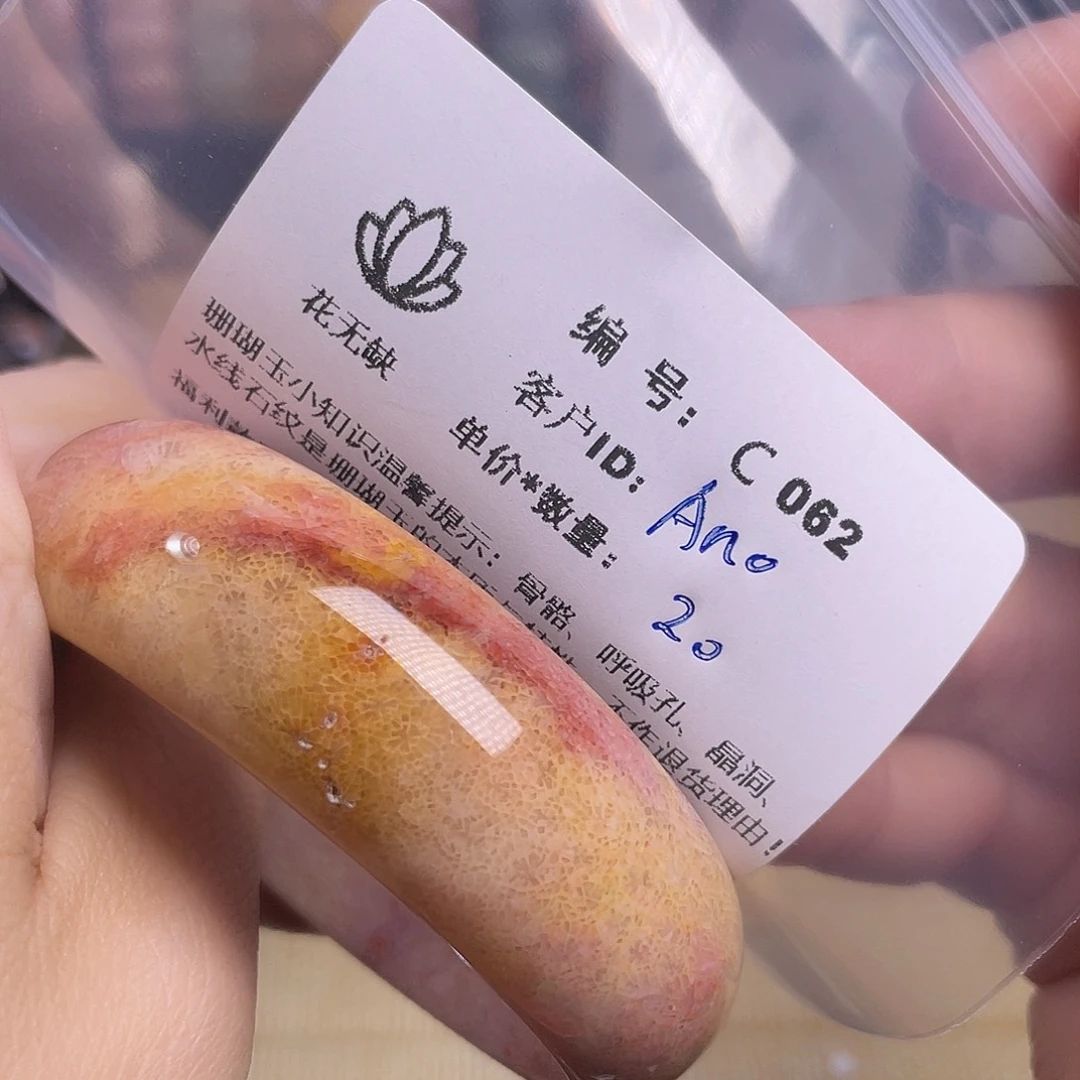 花无缺
编 号: C 062
客户ID: Ano
单价*数量: 20
珊瑚玉小知识温馨提示: 骨骼、呼吸孔、晶洞、
水线石纹是珊瑚玉的 不作退货理由!
福利